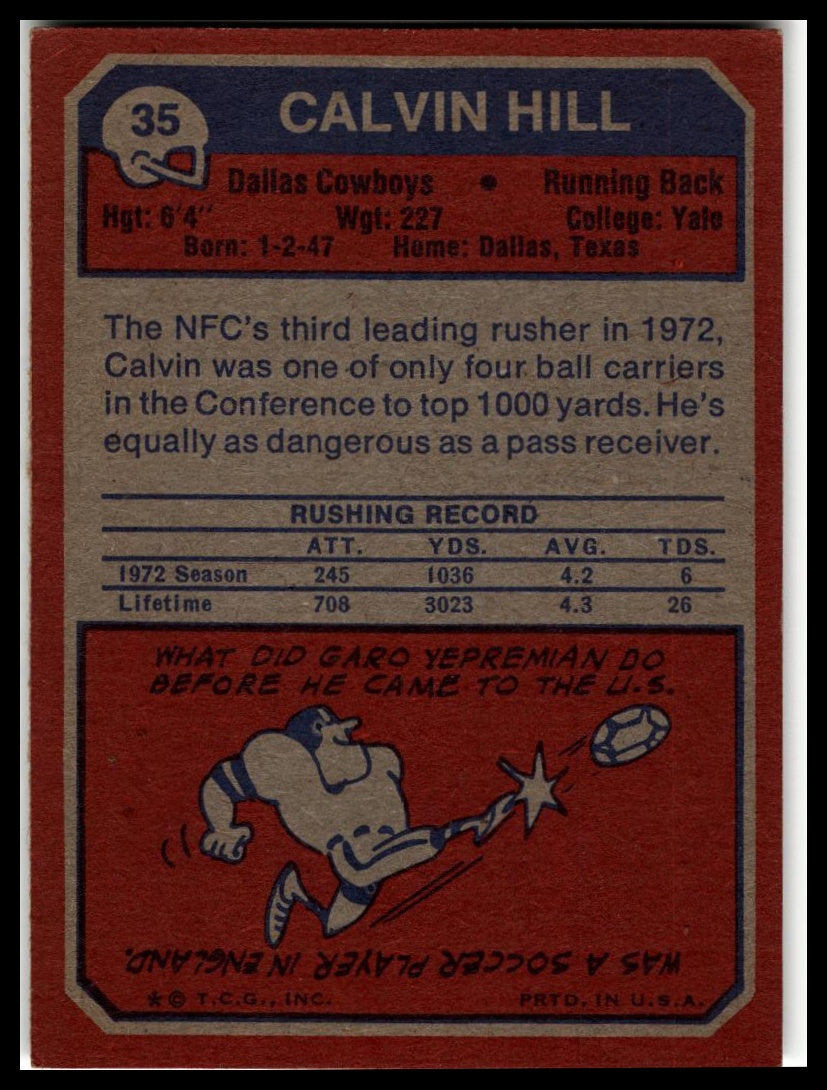 35
CALVIN HILL
Dallas Cowboys • Running Back
Hgt: 6'4" Wgt: 227 College: Yale
Born: 1-2-47 Home: Dallas, Texas
The NFC's third leading rusher in 1972,
Calvin was one of only four ball carriers
in the Conference to top 1000 yards. He's
equally as dangerous as a pass receiver.
RUSHING RECORD
ATT. YDS. AVG. TDS.
1972 Season 245 1036 4.2 6
Lifetime 708 3023 4.3 26
WHAT DID GARO YEPREMIAN DO
BEFORE HE CAME TO THE U.S.
WAS A SOCCER PLAYER IN ENGLAND.
* © T.C.G., INC. PRTD. IN U.S.A.